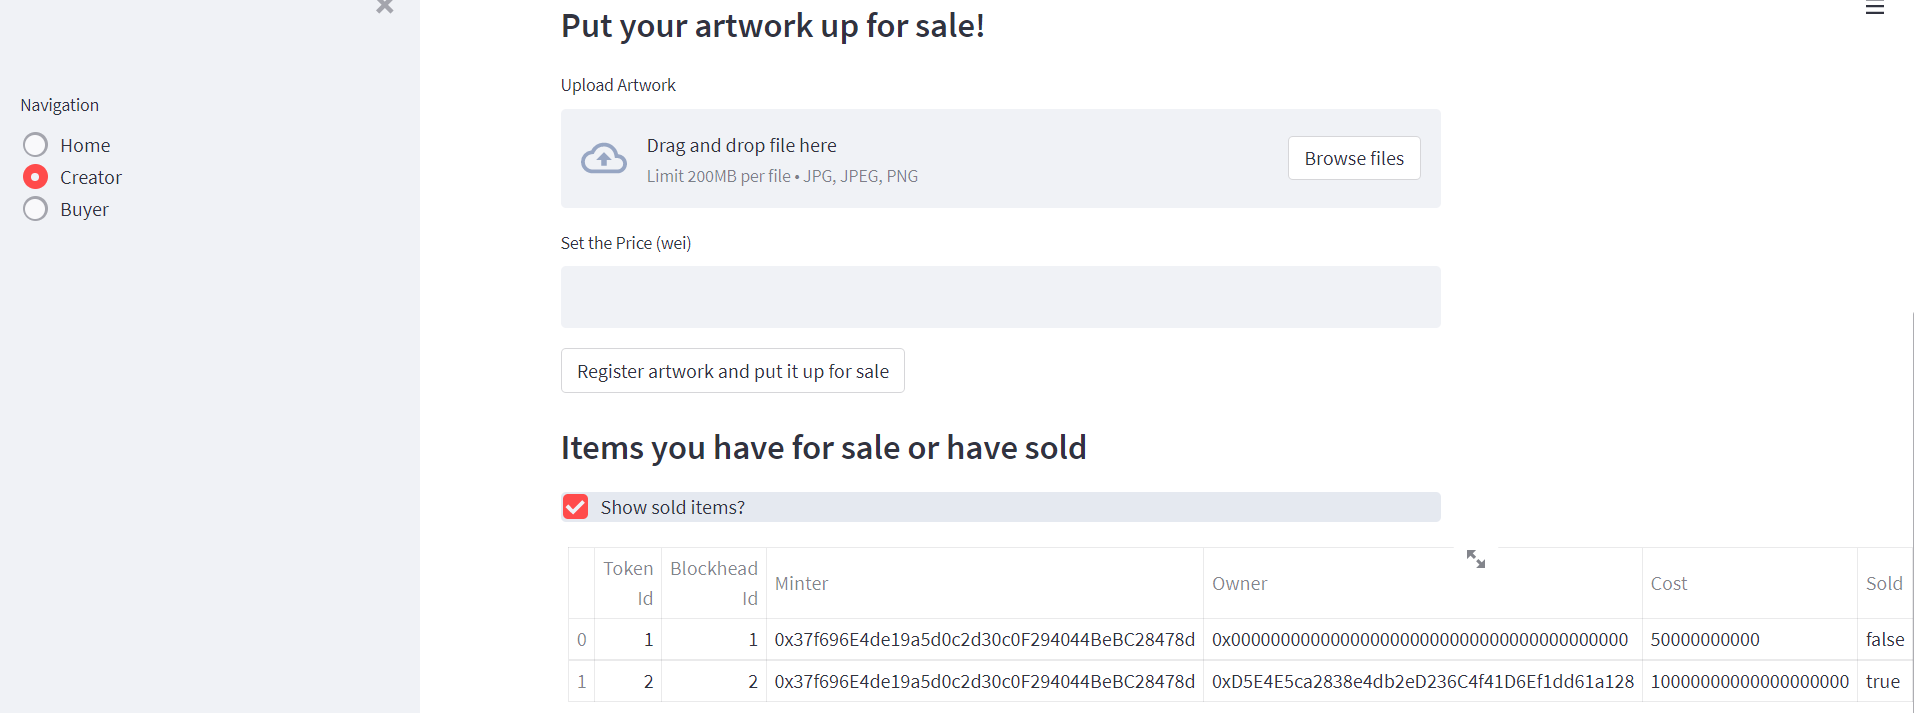 Put your artwork up for sale!
Upload Artwork
Drag and drop file here
Limit 200MB per file • JPG, JPEG, PNG
Browse files
Navigation
Home
Creator
Buyer
Set the Price (wei)
Register artwork and put it up for sale
Items you have for sale or have sold
Show sold items?
Token Id Blockhead Id Minter Owner Cost Sold
0 1 1 0x37f696E4de19a5d0c2d30c0F294044BeBC28478d 0x0000000000000000000000000000000000000000 50000000000 false
1 2 2 0x37f696E4de19a5d0c2d30c0F294044BeBC28478d 0xD5E4E5ca2838e4db2eD236C4f41D6Ef1dd61a128 10000000000000000000 true